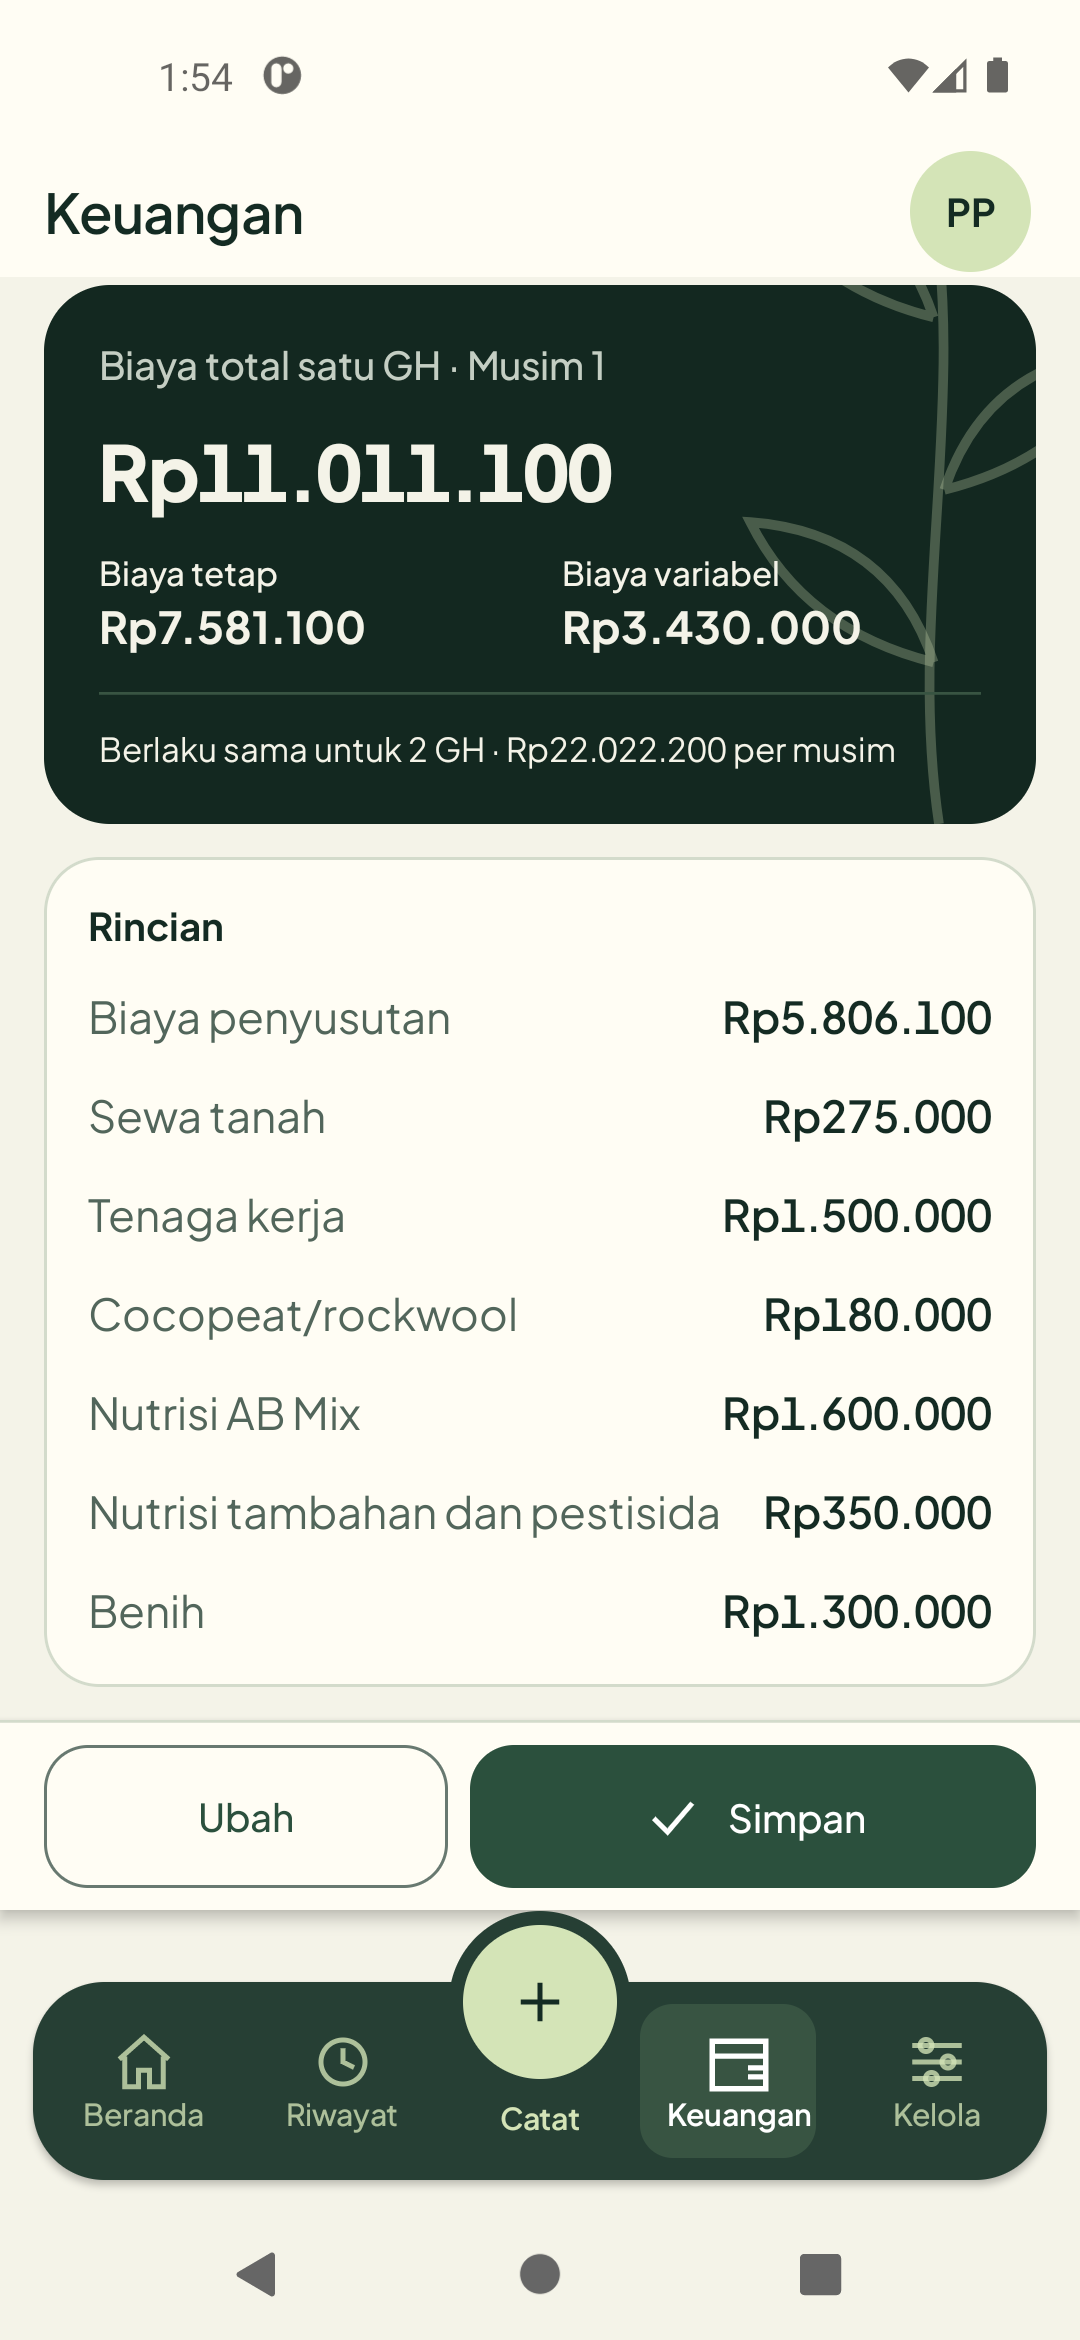 1:54
Keuangan
PP
Biaya total satu GH · Musim 1
Rp11.011.100
Biaya tetap
Biaya variabel
Rp7.581.100
Rp3.430.000
Berlaku sama untuk 2 GH · Rp22.022.200 per musim
Rincian
Biaya penyusutan Rp5.806.100
Sewa tanah Rp275.000
Tenaga kerja Rp1.500.000
Cocopeat/rockwool Rp180.000
Nutrisi AB Mix Rp1.600.000
Nutrisi tambahan dan pestisida Rp350.000
Benih Rp1.300.000
Ubah
Simpan
Beranda
Riwayat
Catat
Keuangan
Kelola